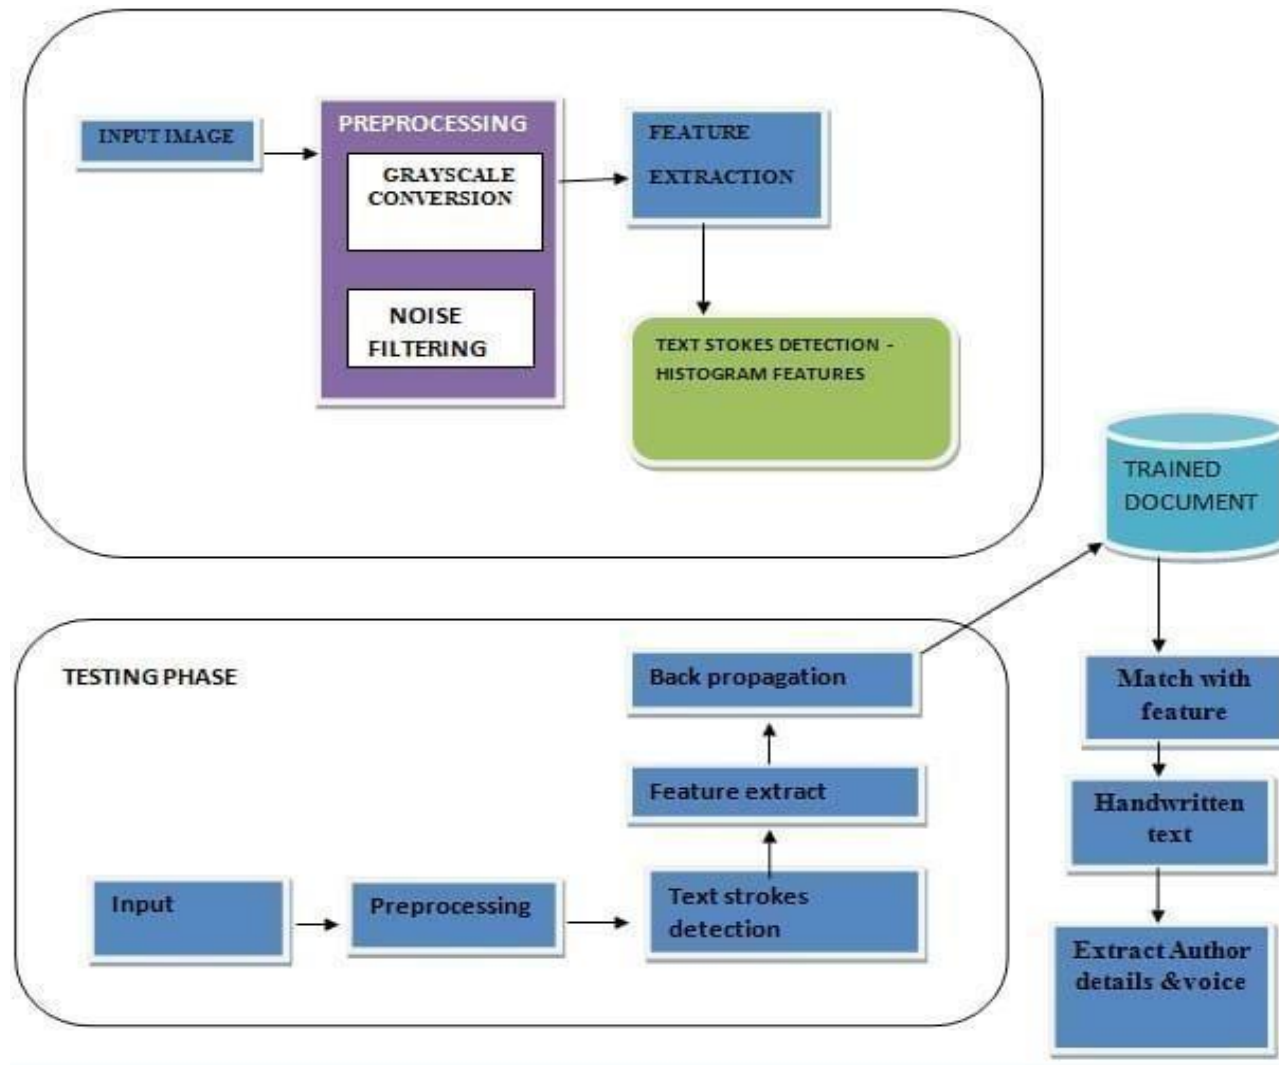 INPUT IMAGE
PREPROCESSING
GRAYSCALE
CONVERSION
NOISE
FILTERING
FEATURE
EXTRACTION
TEXT STOKES DETECTION -
HISTOGRAM FEATURES
TRAINED
DOCUMENT
TESTING PHASE
Input
Preprocessing
Text strokes
detection
Feature extract
Back propagation
Match with
feature
Handwritten
text
Extract Author
details &voice